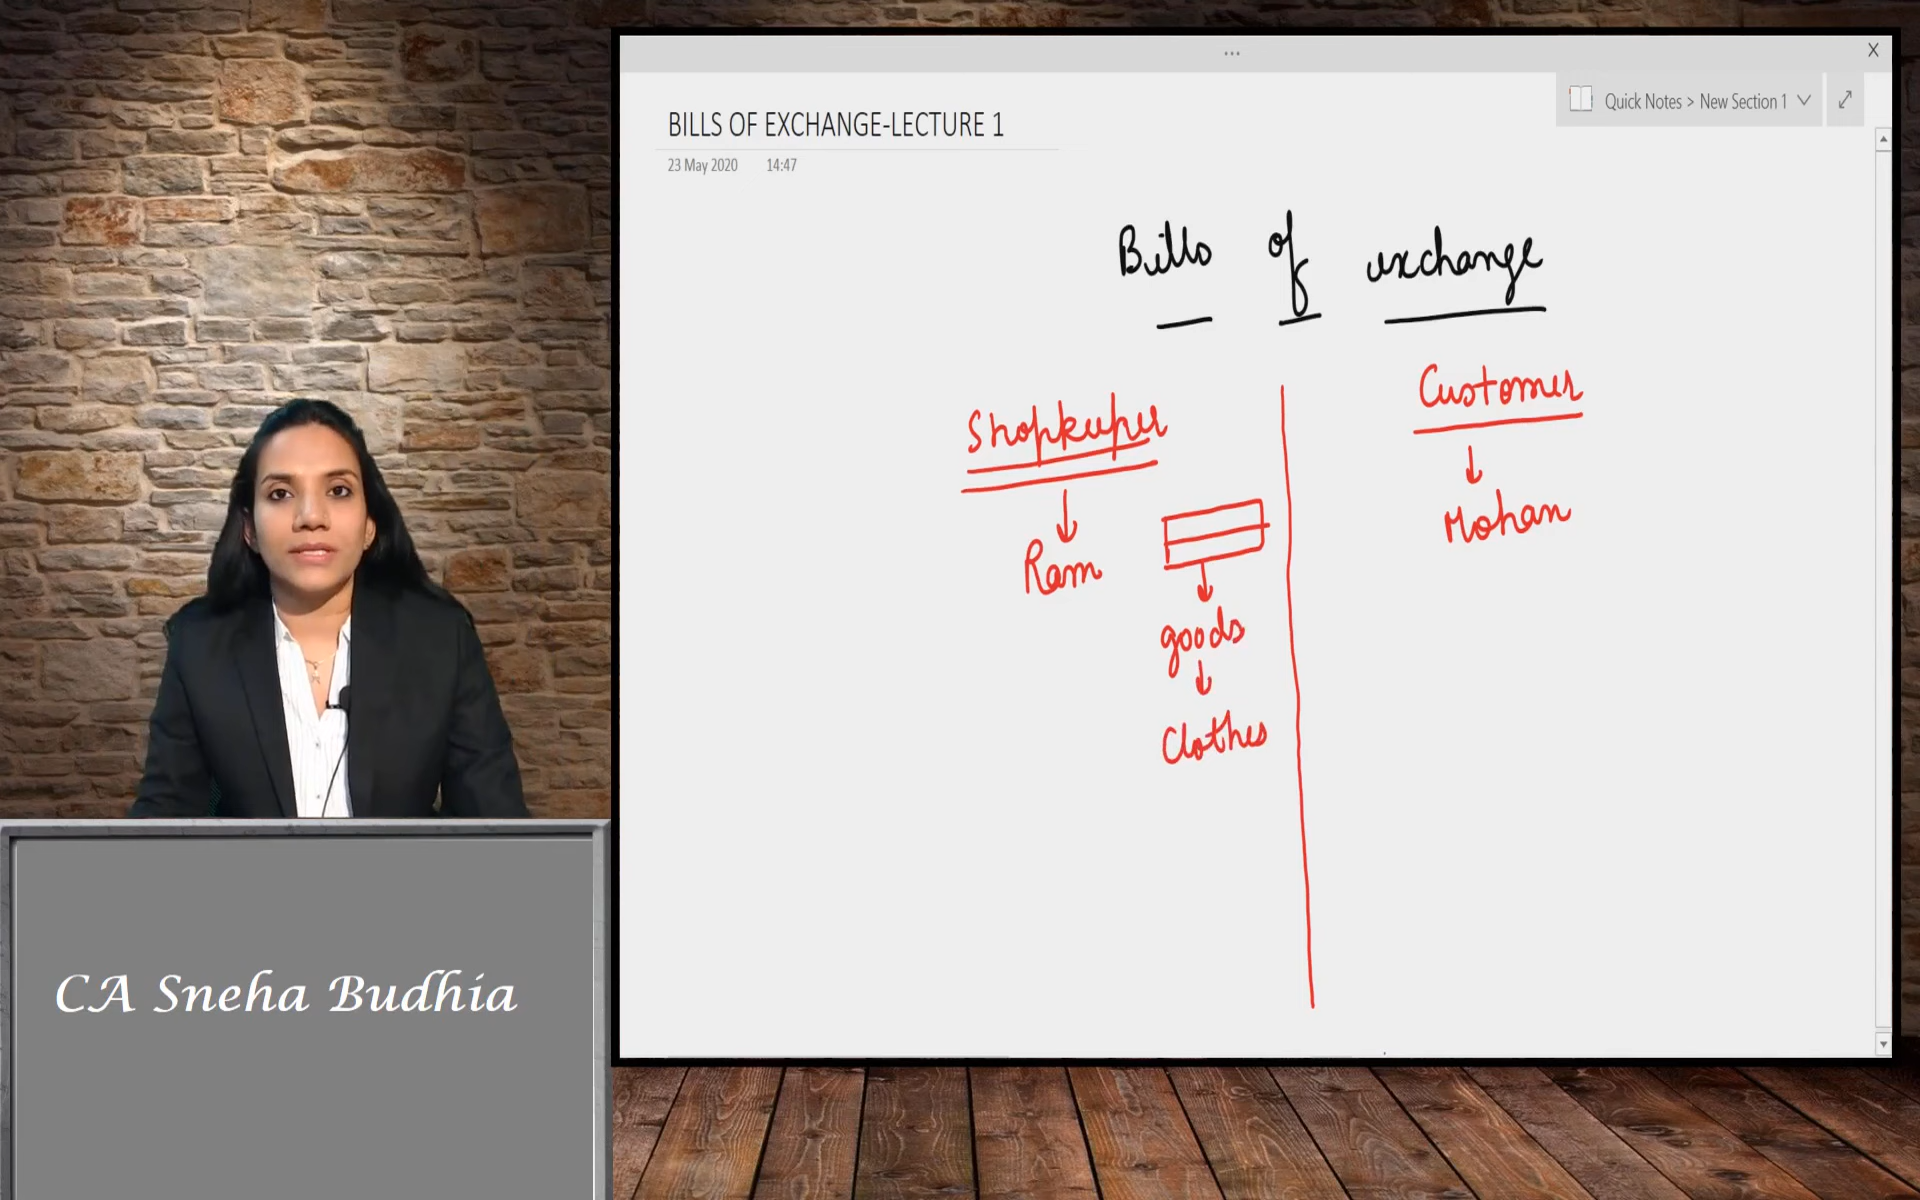 Quick Notes > New Section 1
BILLS OF EXCHANGE-LECTURE 1
23 May 2020 14:47
Bills of exchange
Shopkeeper
Ram
goods
Clothes
Customer
Mohan
CA Sneha Budhia